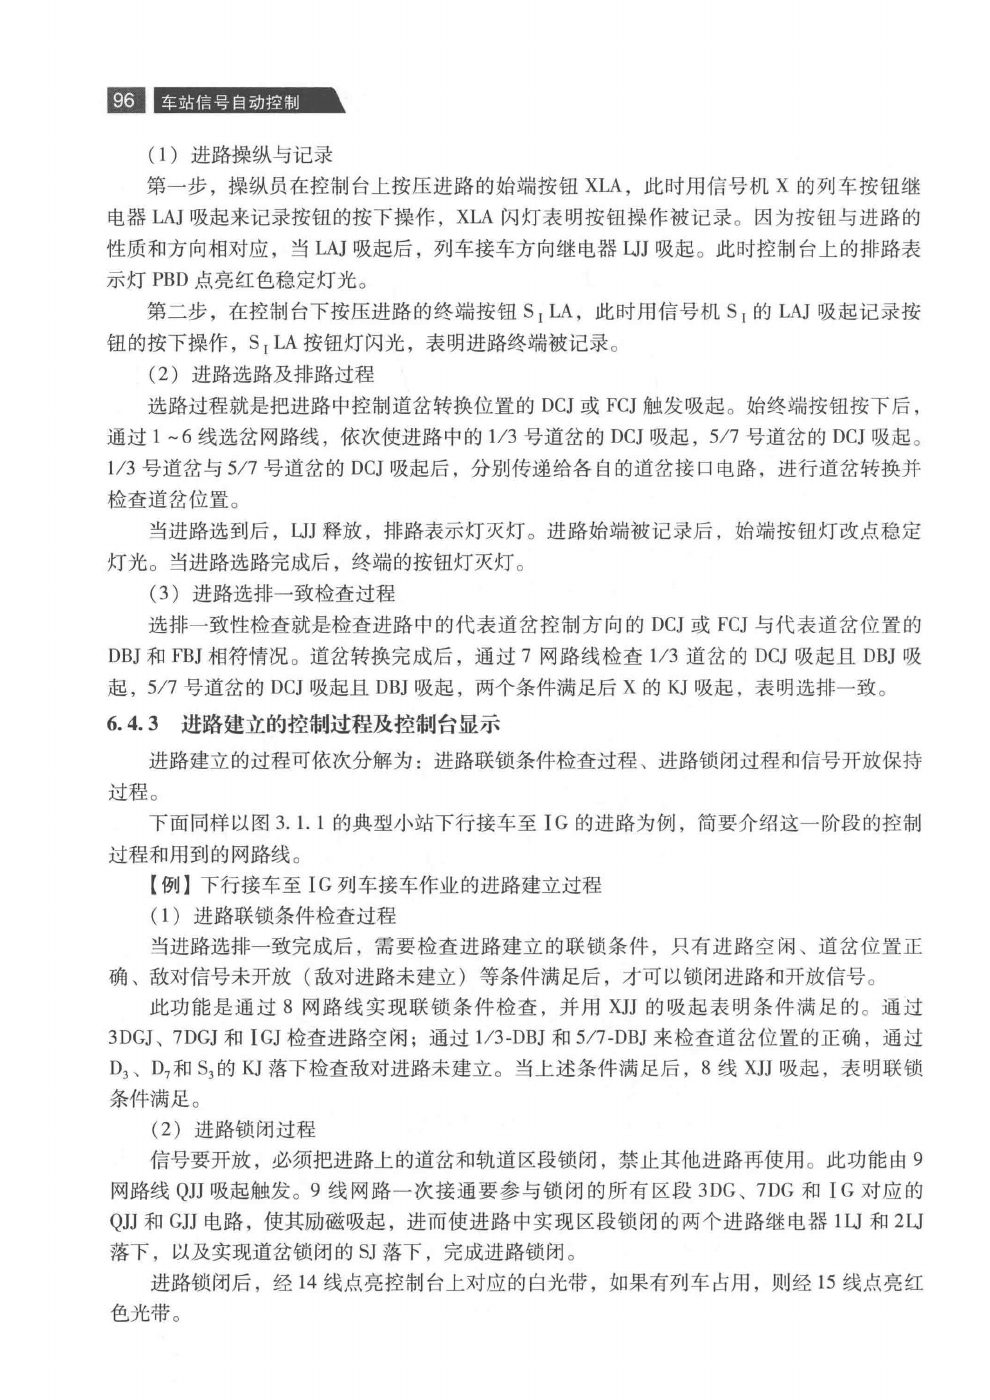 96 车站信号自动控制
（1）进路操纵与记录
第一步，操纵员在控制台上按压进路的始端按钮 XLA，此时用信号机 X 的列车按钮继
电器 LAJ 吸起来记录按钮的按下操作，XLA 闪灯表明按钮操作被记录。因为按钮与进路的
性质和方向相对应，当 LAJ 吸起后，列车接车方向继电器 LJJ 吸起。此时控制台上的排路表
示灯 PBD 点亮红色稳定灯光。
第二步，在控制台下按压进路的终端按钮 SⅠLA，此时用信号机 SⅠ的 LAJ 吸起记录按
钮的按下操作，SⅠLA 按钮灯闪光，表明进路终端被记录。
（2）进路选路及排路过程
选路过程就是把进路中控制道岔转换位置的 DCJ 或 FCJ 触发吸起。始终端按钮按下后，
通过 1 ~6 线选岔网路线，依次使进路中的 1/3 号道岔的 DCJ 吸起，5/7 号道岔的 DCJ 吸起。
1/3 号道岔与 5/7 号道岔的 DCJ 吸起后，分别传递给各自的道岔接口电路，进行道岔转换并
检查道岔位置。
当进路选到后，LJJ 释放，排路表示灯灭灯。进路始端被记录后，始端按钮灯改点稳定
灯光。当进路选路完成后，终端的按钮灯灭灯。
（3）进路选排一致检查过程
选排一致性检查就是检查进路中的代表道岔控制方向的 DCJ 或 FCJ 与代表道岔位置的
DBJ 和 FBJ 相符情况。道岔转换完成后，通过 7 网路线检查 1/3 道岔的 DCJ 吸起且 DBJ 吸
起，5/7 号道岔的 DCJ 吸起且 DBJ 吸起，两个条件满足后 X 的 KJ 吸起，表明选排一致。
6.4.3 进路建立的控制过程及控制台显示
进路建立的过程可依次分解为：进路联锁条件检查过程、进路锁闭过程和信号开放保持
过程。
下面同样以图 3.1.1 的典型小站下行接车至ⅠG 的进路为例，简要介绍这一阶段的控制
过程和用到的网路线。
【例】下行接车至ⅠG 列车接车作业的进路建立过程
（1）进路联锁条件检查过程
当进路选排一致完成后，需要检查进路建立的联锁条件，只有进路空闲、道岔位置正
确、敌对信号未开放（敌对进路未建立）等条件满足后，才可以锁闭进路和开放信号。
此功能是通过 8 网路线实现联锁条件检查，并用 XJJ 的吸起表明条件满足的。通过
3DGJ、7DGJ 和ⅠGJ 检查进路空闲；通过 1/3-DBJ 和 5/7-DBJ 来检查道岔位置的正确，通过
D₃、D₇和 S₃的 KJ 落下检查敌对进路未建立。当上述条件满足后，8 线 XJJ 吸起，表明联锁
条件满足。
（2）进路锁闭过程
信号要开放，必须把进路上的道岔和轨道区段锁闭，禁止其他进路再使用。此功能由 9
网路线 QJJ 吸起触发。9 线网路一次接通要参与锁闭的所有区段 3DG、7DG 和ⅠG 对应的
QJJ 和 GJJ 电路，使其励磁吸起，进而使进路中实现区段锁闭的两个进路继电器 1LJ 和 2LJ
落下，以及实现道岔锁闭的 SJ 落下，完成进路锁闭。
进路锁闭后，经 14 线点亮控制台上对应的白光带，如果有列车占用，则经 15 线点亮红
色光带。